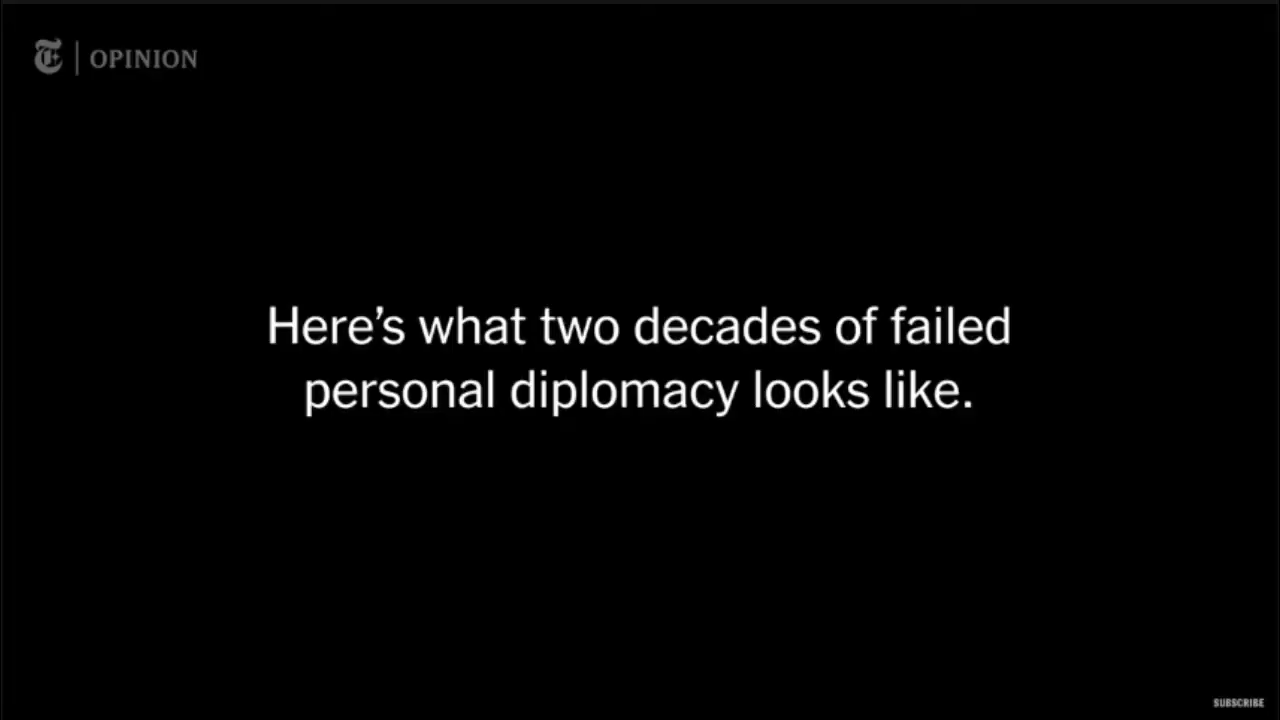 T | OPINION
Here’s what two decades of failed
personal diplomacy looks like.
SUBSCRIBE